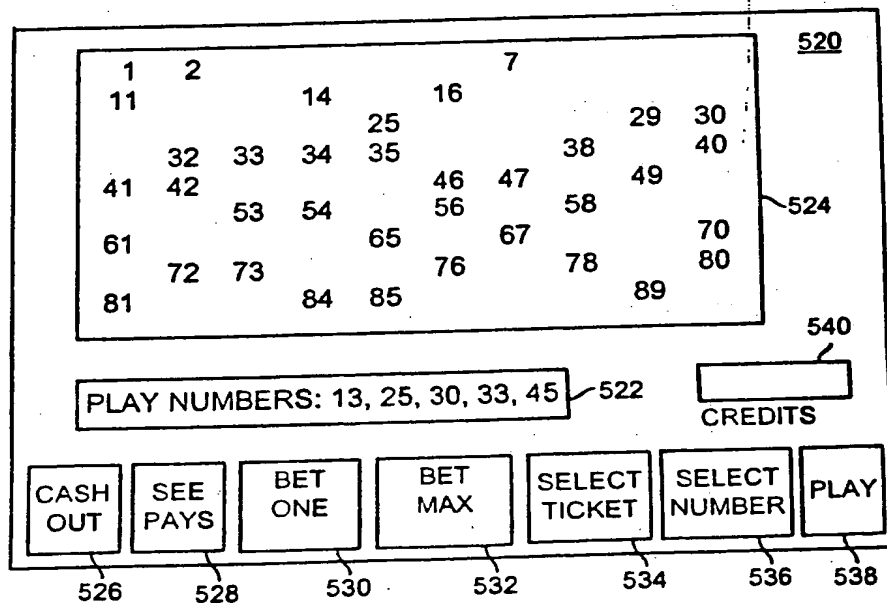 520
1 2 7
11 14 16
25 29 30
32 33 34 35 38 40
41 42 46 47 49
53 54 56 58
524
61 65 67 70
72 73 76 78 80
81 84 85 89
540
PLAY NUMBERS: 13, 25, 30, 33, 45
522
CREDITS
CASH OUT
SEE PAYS
BET ONE
BET MAX
SELECT TICKET
SELECT NUMBER
PLAY
526 528 530 532 534 536 538